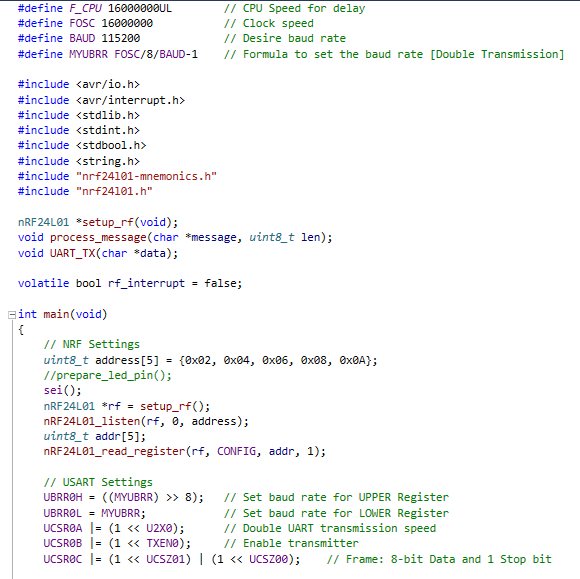 #define F_CPU 16000000UL // CPU Speed for delay
#define FOSC 16000000 // Clock speed
#define BAUD 115200 // Desire baud rate
#define MYUBRR FOSC/8/BAUD-1 // Formula to set the baud rate [Double Transmission]
#include <avr/io.h>
#include <avr/interrupt.h>
#include <stdlib.h>
#include <stdint.h>
#include <stdbool.h>
#include <string.h>
#include "nrf24l01-mnemonics.h"
#include "nrf24l01.h"
nRF24L01 *setup_rf(void);
void process_message(char *message, uint8_t len);
void UART_TX(char *data);
volatile bool rf_interrupt = false;
int main(void)
{
// NRF Settings
uint8_t address[5] = {0x02, 0x04, 0x06, 0x08, 0x0A};
//prepare_led_pin();
sei();
nRF24L01 *rf = setup_rf();
nRF24L01_listen(rf, 0, address);
uint8_t addr[5];
nRF24L01_read_register(rf, CONFIG, addr, 1);
// USART Settings
UBRR0H = ((MYUBRR) >> 8); // Set baud rate for UPPER Register
UBRR0L = MYUBRR; // Set baud rate for LOWER Register
UCSR0A |= (1 << U2X0); // Double UART transmission speed
UCSR0B |= (1 << TXEN0); // Enable transmitter
UCSR0C |= (1 << UCSZ01) | (1 << UCSZ00); // Frame: 8-bit Data and 1 Stop bit